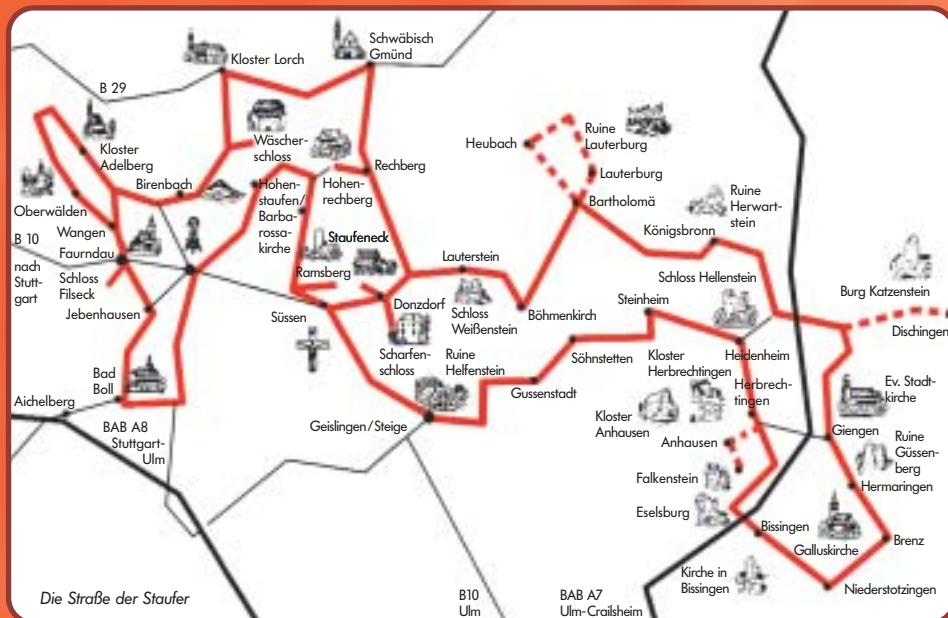 Schwäbisch
Gmünd
Kloster Lorch
B 29
Wäscher-
schloss
Kloster
Adelberg
Heubach
Ruine
Lauterburg
Lauterburg
Birenbach
Hohen-
staufen/
Barba-
rossa-
kirche
Hohen-
rechberg
Rechberg
Bartholomä
Ruine
Herwart-
stein
Oberwälden
Wangen
Königsbronn
B 10
Faurndau
nach
Stutt-
gart
Schloss
Filseck
Staufeneck
Ramsberg
Lauterstein
Schloss Hellenstein
Burg Katzenstein
Jebenhausen
Süssen
Donzdorf
Schloss
Weißenstein
Böhmenkirch
Steinheim
Dischingen
Scharfen-
schloss
Ruine
Helfenstein
Söhnstetten
Kloster
Herbrechtingen
Heidenheim
Bad
Boll
Gussenstadt
Herbrech-
tingen
Ev. Stadt-
kirche
Aichelberg
Kloster
Anhausen
BAB A8
Stuttgart-
Ulm
Geislingen/Steige
Anhausen
Giengen
Ruine
Güssen-
berg
Falkenstein
Hermaringen
Eselsburg
Bissingen
Galluskirche
Brenz
Kirche in
Bissingen
Niederstotzingen
Die Straße der Staufer
B10
Ulm
BAB A7
Ulm-Crailsheim